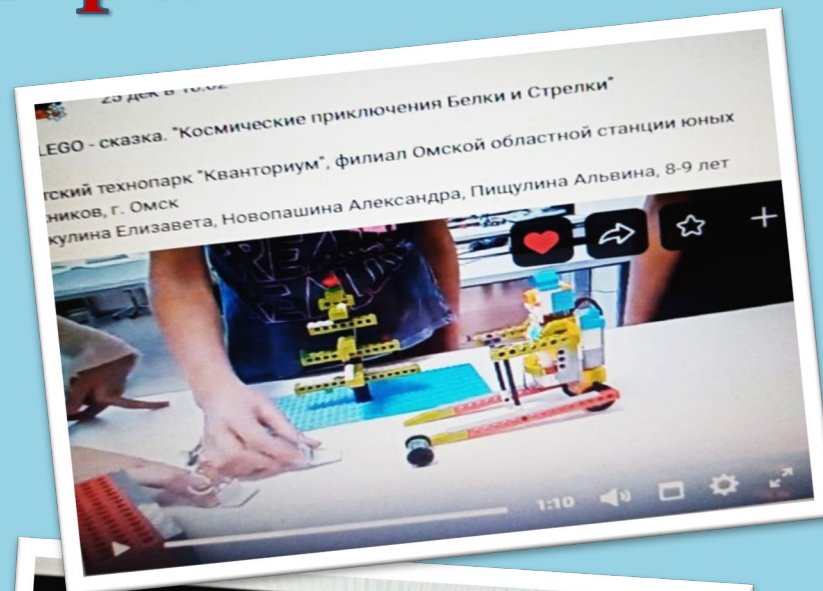 LEGO - сказка. "Космические приключения Белки и Стрелки"
тский технопарк "Кванториум", филиал Омской областной станции юных
ников, г. Омск
кулина Елизавета, Новопашина Александра, Пищулина Альвина, 8-9 лет
REAL
1:10